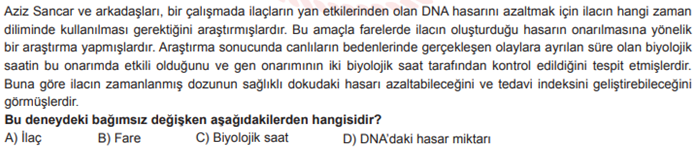 Aziz Sancar ve arkadaşları, bir çalışmada ilaçların yan etkilerinden olan DNA hasarını azaltmak için ilacın hangi zaman
diliminde kullanılması gerektiğini araştırmışlardır. Bu amaçla farelerde ilacın oluşturduğu hasarın onarılmasına yönelik
bir araştırma yapmışlardır. Araştırma sonucunda canlıların bedenlerinde gerçekleşen olaylara ayrılan süre olan biyolojik
saatin bu onarımda etkili olduğunu ve gen onarımının iki biyolojik saat tarafından kontrol edildiğini tespit etmişlerdir.
Buna göre ilacın zamanlanmış dozunun sağlıklı dokudaki hasarı azaltabileceğini ve tedavi indeksini geliştirebileceğini
görmüşlerdir.
Bu deneydeki bağımsız değişken aşağıdakilerden hangisidir?
A) İlaç B) Fare C) Biyolojik saat D) DNA'daki hasar miktarı